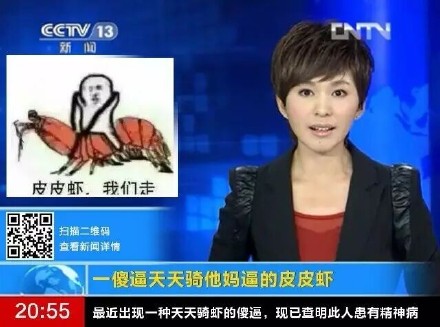 CCTV 13
新闻
CNTV
皮皮虾，我们走
扫描二维码
查看新闻详情
一傻逼天天骑他妈逼的皮皮虾
20:55
最近出现一种天天骑虾的傻逼，现已查明此人患有精神病